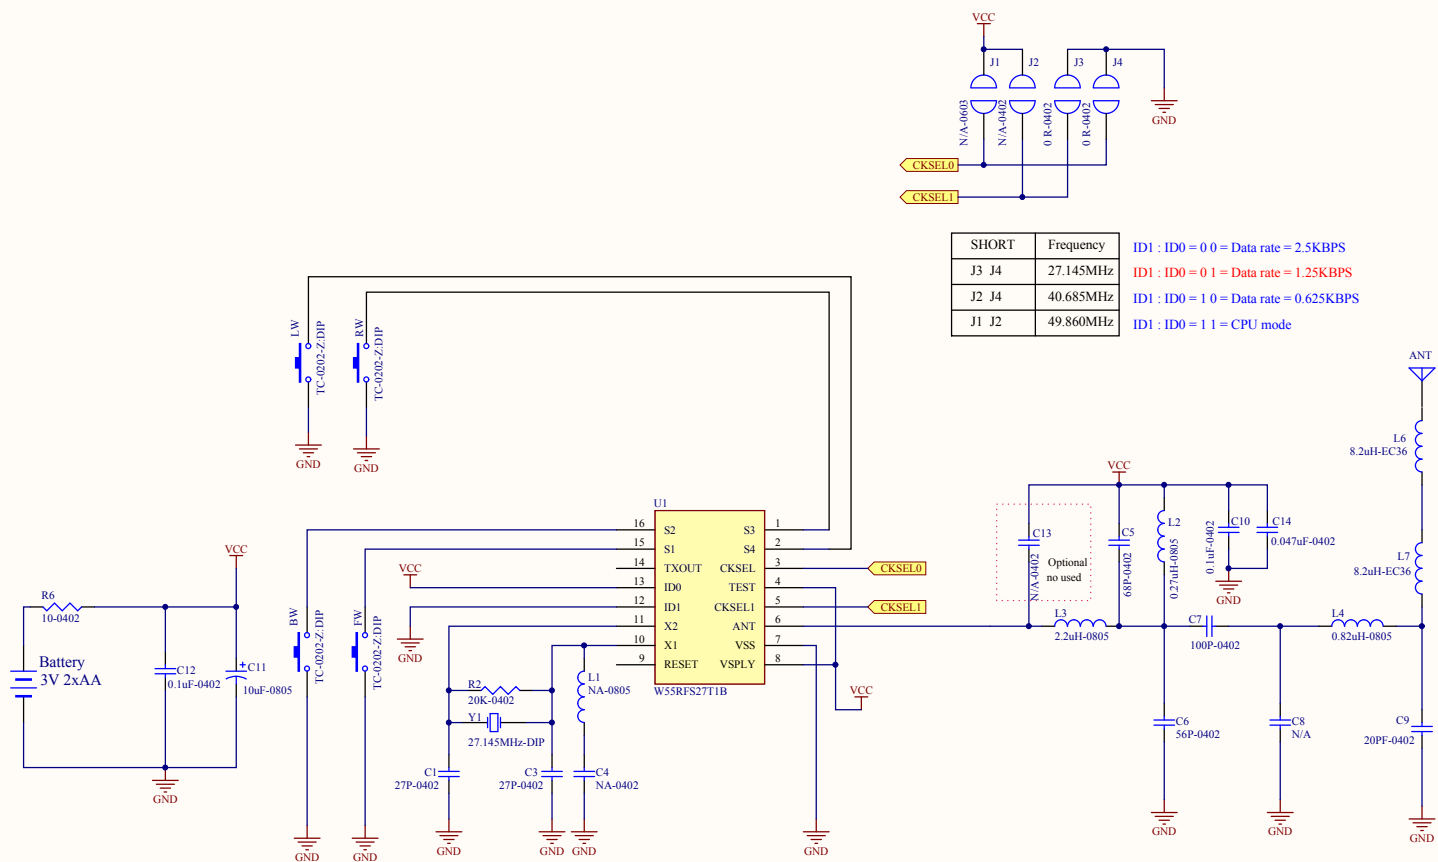 VCC
J1
J2
J3
J4
N/A-0603
N/A-0402
0 R-0402
0 R-0402
GND
CKSEL0
CKSEL1
SHORT Frequency
J3 J4 27.145MHz
J2 J4 40.685MHz
J1 J2 49.860MHz
ID1 : ID0 = 0 0 = Data rate = 2.5KBPS
ID1 : ID0 = 0 1 = Data rate = 1.25KBPS
ID1 : ID0 = 1 0 = Data rate = 0.625KBPS
ID1 : ID0 = 1 1 = CPU mode
LW
TC-0202-Z:DIP
RW
TC-0202-Z:DIP
GND
GND
ANT
L6
8.2uH-EC36
L7
8.2uH-EC36
U1
16 S2
15 S1
14 TXOUT
13 ID0
12 ID1
11 X2
10 X1
9 RESET
S3 1
S4 2
CKSEL 3
TEST 4
CKSEL1 5
ANT 6
VSS 7
VSPLY 8
W55RFS27T1B
CKSEL0
CKSEL1
VCC
VCC
GND
GND
VCC
C13
N/A-0402
Optional
no used
C5
68P-0402
L2
0.27uH-0805
C10
0.1uF-0402
C14
0.047uF-0402
GND
L3
2.2uH-0805
C7
100P-0402
L4
0.82uH-0805
C6
56P-0402
GND
C8
N/A
GND
C9
20PF-0402
GND
VCC
R6
10-0402
Battery
3V 2xAA
C12
0.1uF-0402
C11
+
10uF-0805
GND
BW
TC-0202-Z:DIP
FW
TC-0202-Z:DIP
GND
GND
R2
20K-0402
Y1
27.145MHz-DIP
L1
NA-0805
C1
27P-0402
C3
27P-0402
C4
NA-0402
GND
GND
GND